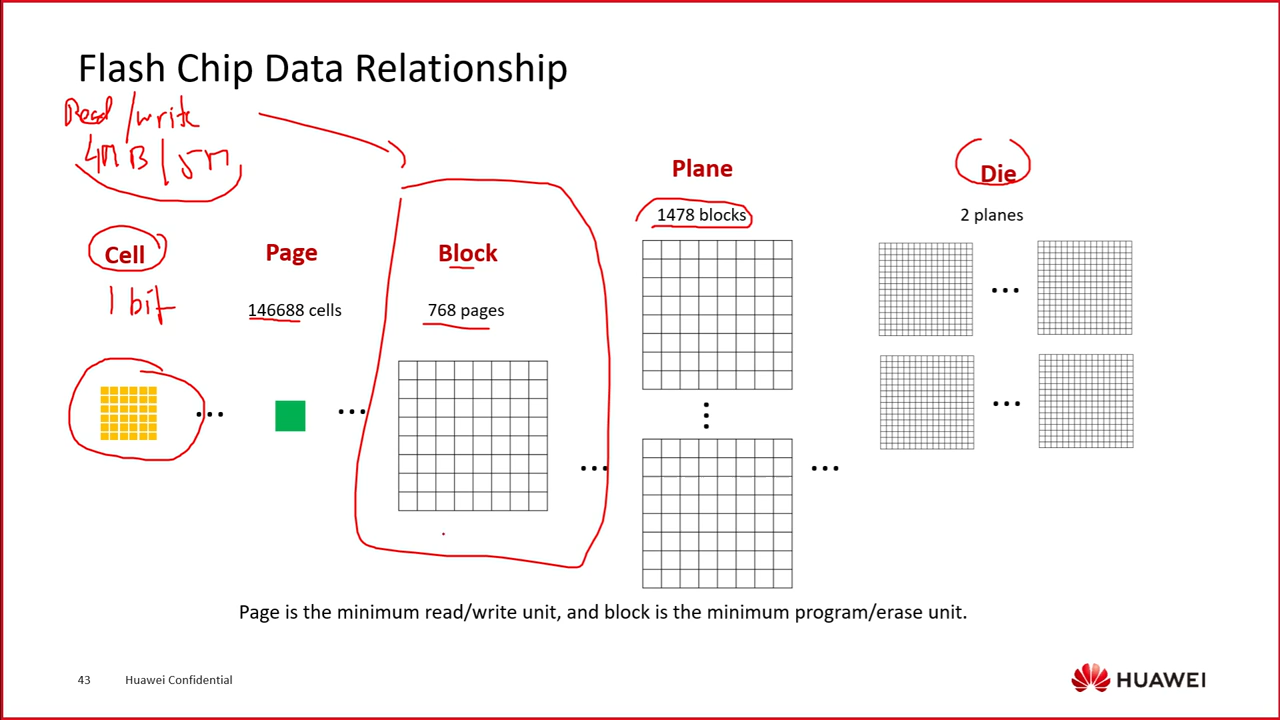 Flash Chip Data Relationship
Read/write
4MB/5M
Plane
Die
1478 blocks
2 planes
Cell
Page
Block
1 bit
146688 cells
768 pages
Page is the minimum read/write unit, and block is the minimum program/erase unit.
43
Huawei Confidential
HUAWEI